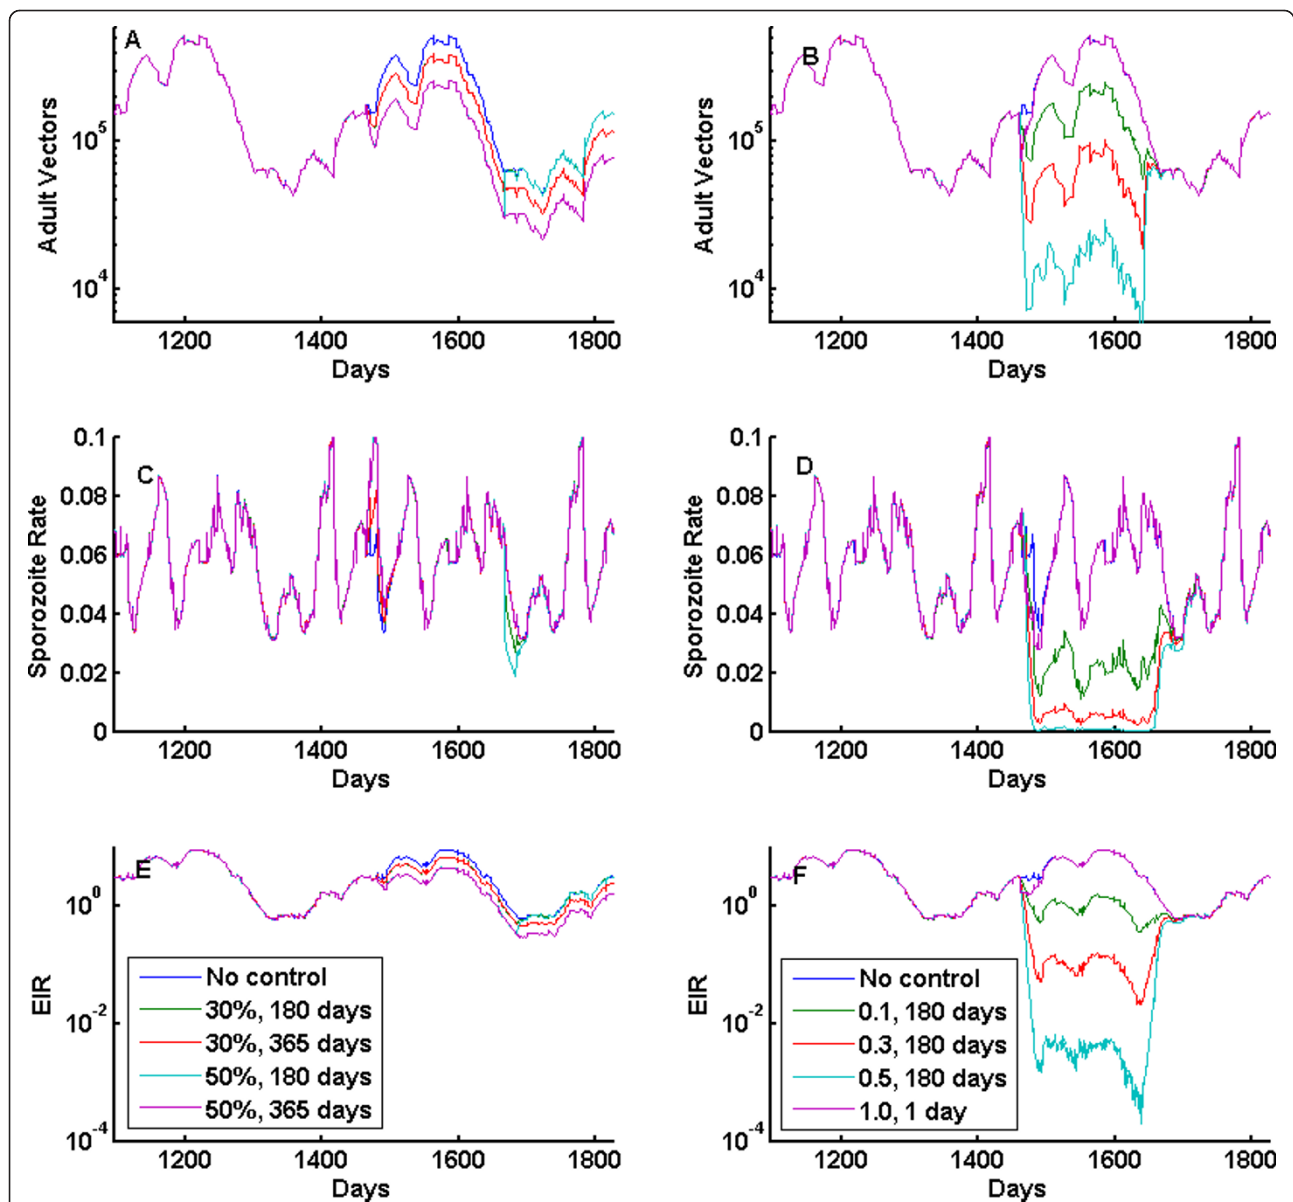 A
Adult Vectors
10^5
10^4
1200 1400 1600 1800
Days
B
Adult Vectors
10^5
10^4
1200 1400 1600 1800
Days
C
Sporozoite Rate
0.1
0.08
0.06
0.04
0.02
0
1200 1400 1600 1800
Days
D
Sporozoite Rate
0.1
0.08
0.06
0.04
0.02
0
1200 1400 1600 1800
Days
E
EIR
10^0
10^-2
10^-4
No control
30%, 180 days
30%, 365 days
50%, 180 days
50%, 365 days
1200 1400 1600 1800
Days
F
EIR
10^0
10^-2
10^-4
No control
0.1, 180 days
0.3, 180 days
0.5, 180 days
1.0, 1 day
1200 1400 1600 1800
Days